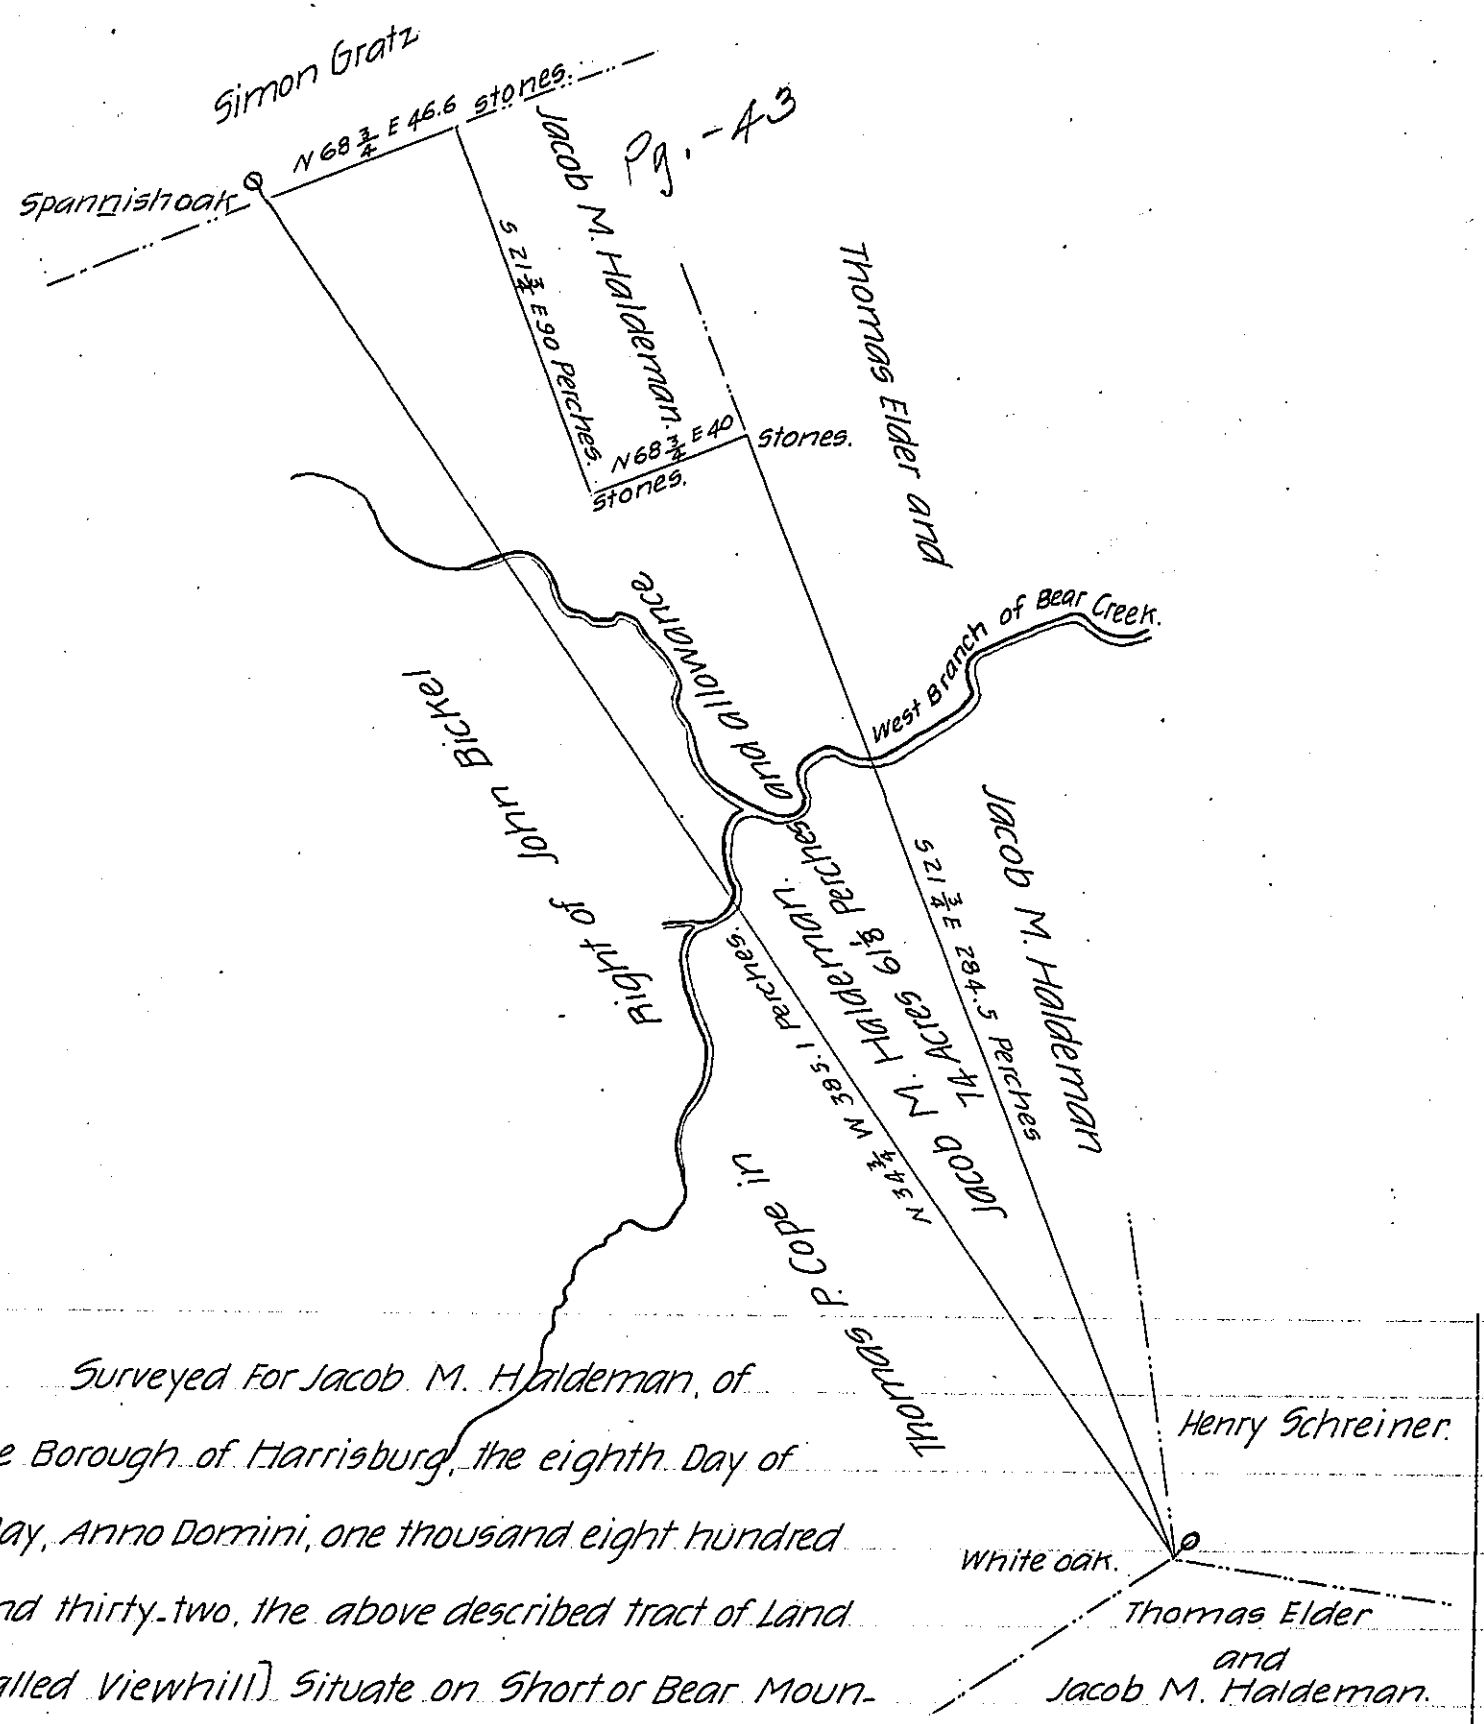 Simon Gratz
N 68 3/4 E 46.6 stones.
Pg. - 43
Spannishoak
Jacob M. Haldeman.
S 21 3/4 E 90 Perches.
N 68 3/4 E 40
stones.
stones.
Thomas Elder and
Jacob M. Haldeman
West Branch of Bear Creek.
S 21 3/4 E 284.5 Perches
Jacob M. Haldeman.
74 Acres 61 1/8 Perches
and allowance
N 34 3/4 W 385.1 Perches.
Thomas P. Cope in
Right of John Bickel
Henry Schreiner.
White oak.
Thomas Elder
and
Jacob M. Haldeman.
Surveyed For Jacob M. Haldeman, of
e Borough of Harrisburg, the eighth Day of
ay, Anno Domini, one thousand eight hundred
nd thirty-two, the above described tract of Land
alled Viewhill) Situate on Short or Bear Moun-